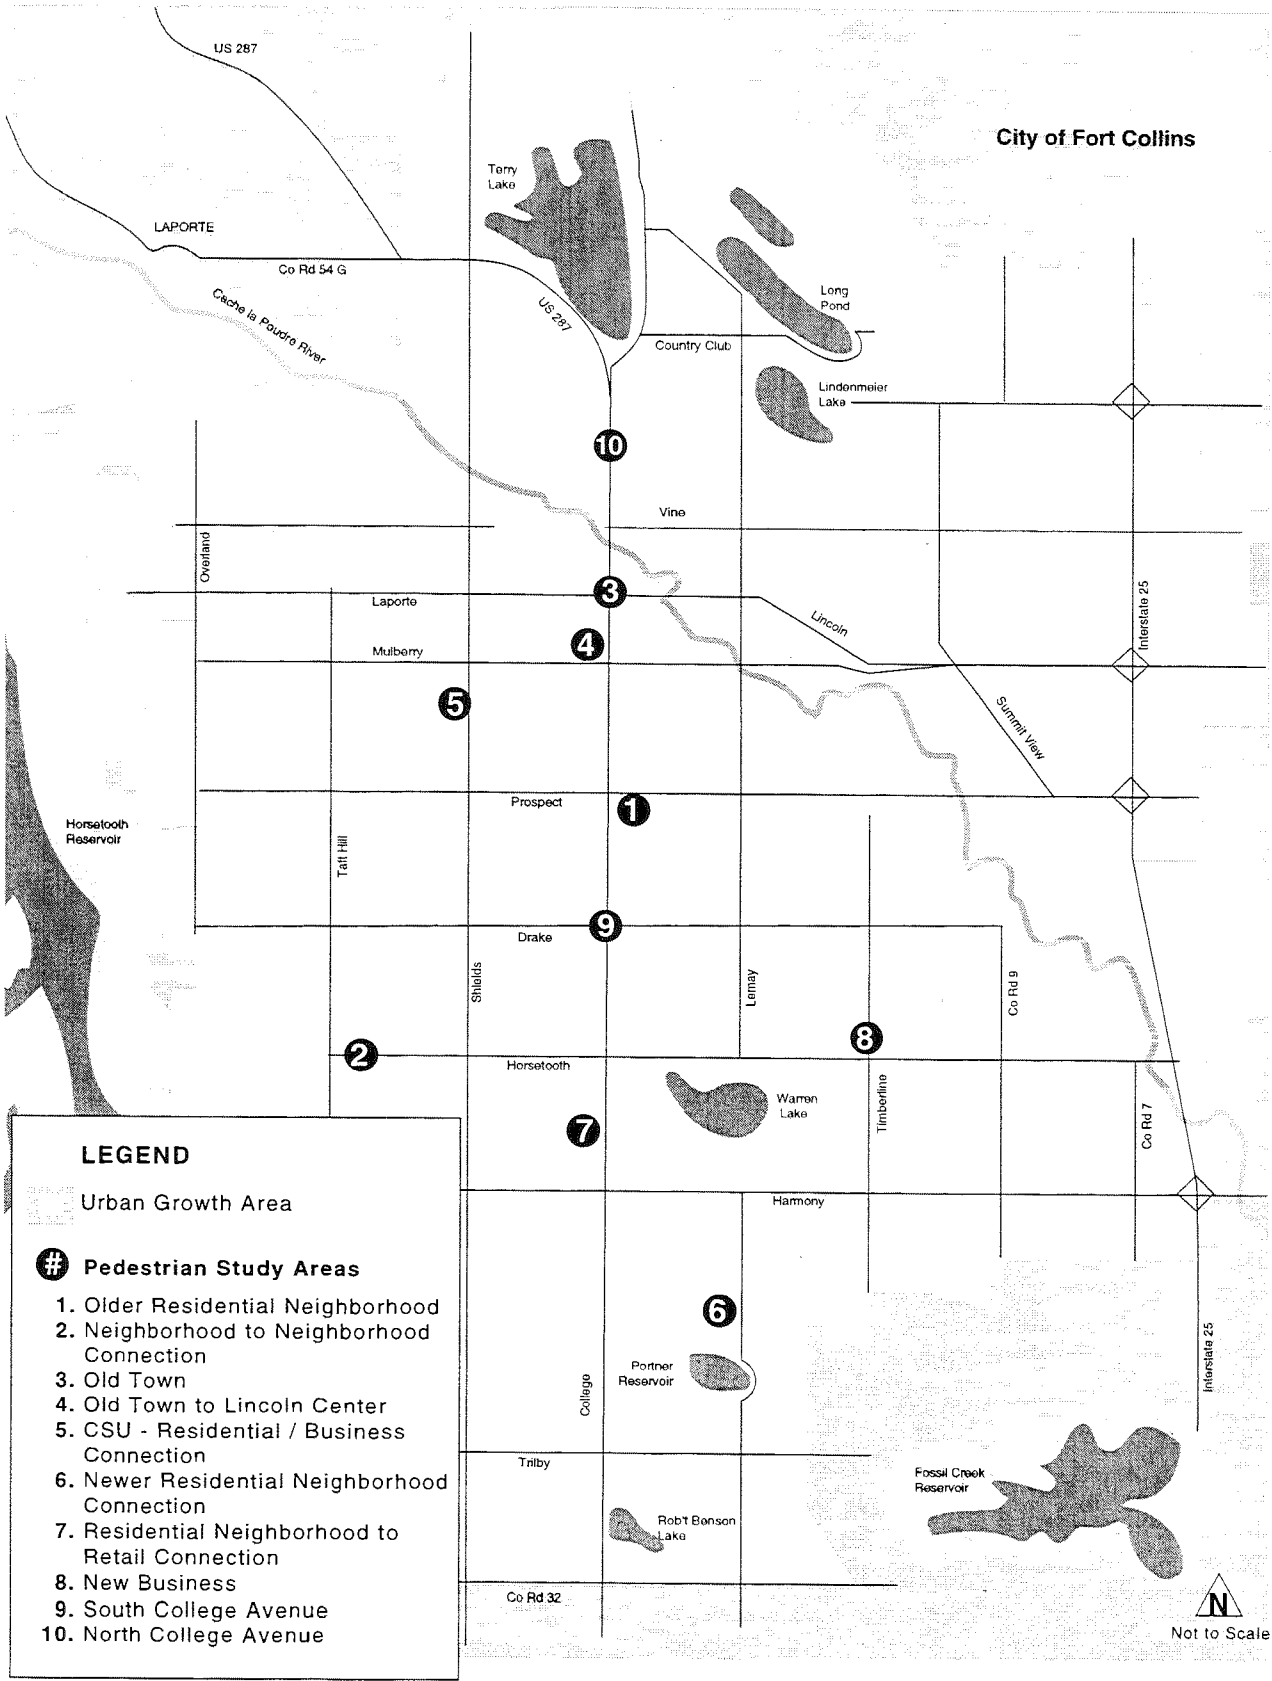 US 287
City of Fort Collins
Terry
Lake
LAPORTE
Co Rd 54 G
Cache la Poudre River
US 287
Long
Pond
Country Club
Lindenmeier
Lake
10
Vine
Overland
3
Laporte
Lincoln
Interstate 25
4
Mulberry
5
Summit View
Prospect
1
Horsetooth
Reservoir
Taft Hill
9
Drake
Shields
Lemay
Co Rd 9
2
8
Horsetooth
Warren
Lake
Timberline
7
Co Rd 7
Harmony
6
Portner
Reservoir
College
Interstate 25
Trilby
Fossil Creek
Reservoir
Rob't Benson
Lake
Co Rd 32
N
Not to Scale
LEGEND
Urban Growth Area
# Pedestrian Study Areas
1. Older Residential Neighborhood
2. Neighborhood to Neighborhood
Connection
3. Old Town
4. Old Town to Lincoln Center
5. CSU - Residential / Business
Connection
6. Newer Residential Neighborhood
Connection
7. Residential Neighborhood to
Retail Connection
8. New Business
9. South College Avenue
10. North College Avenue